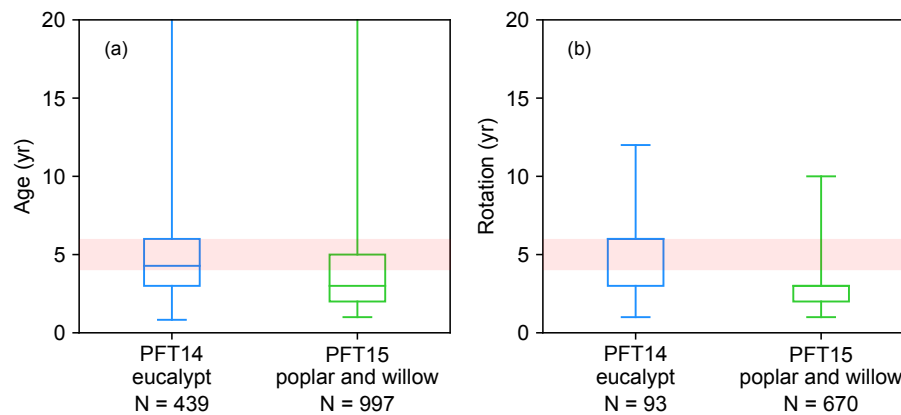 (a)
Age (yr)
20
15
10
5
0
PFT14
eucalypt
N = 439
PFT15
poplar and willow
N = 997
(b)
Rotation (yr)
20
15
10
5
0
PFT14
eucalypt
N = 93
PFT15
poplar and willow
N = 670